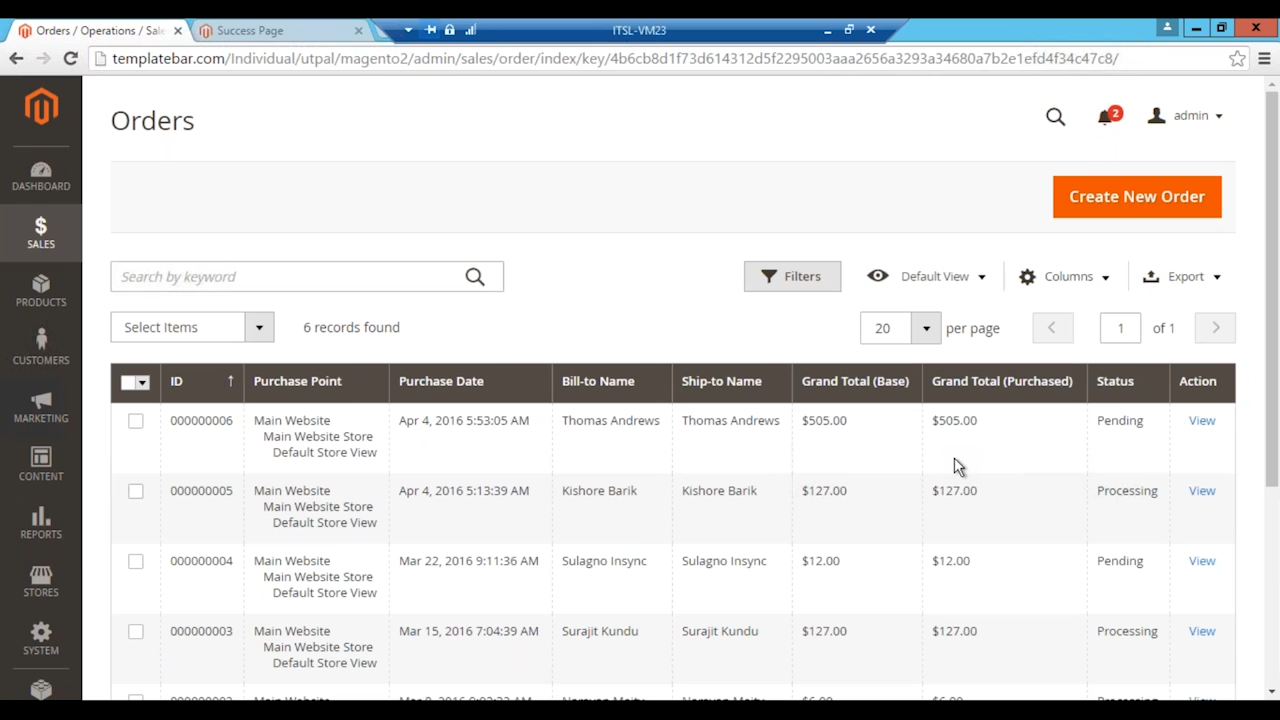 Orders / Operations / Sal
Success Page
ITSL-VM23
templatebar.com/Individual/utpal/magento2/admin/sales/order/index/key/4b6cb8d1f73d614312d5f2295003aaa2656a3293a34680a7b2e1efd4f34c47c8/
Orders
2
admin
DASHBOARD
SALES
PRODUCTS
CUSTOMERS
MARKETING
CONTENT
REPORTS
STORES
SYSTEM
Create New Order
Search by keyword
Filters
Default View
Columns
Export
Select Items
6 records found
20 per page
1 of 1
ID Purchase Point Purchase Date Bill-to Name Ship-to Name Grand Total (Base) Grand Total (Purchased) Status Action
000000006 Main Website Apr 4, 2016 5:53:05 AM Thomas Andrews Thomas Andrews $505.00 $505.00 Pending View
Main Website Store
Default Store View
000000005 Main Website Apr 4, 2016 5:13:39 AM Kishore Barik Kishore Barik $127.00 $127.00 Processing View
Main Website Store
Default Store View
000000004 Main Website Mar 22, 2016 9:11:36 AM Sulagno Insync Sulagno Insync $12.00 $12.00 Pending View
Main Website Store
Default Store View
000000003 Main Website Mar 15, 2016 7:04:39 AM Surajit Kundu Surajit Kundu $127.00 $127.00 Processing View
Main Website Store
Default Store View